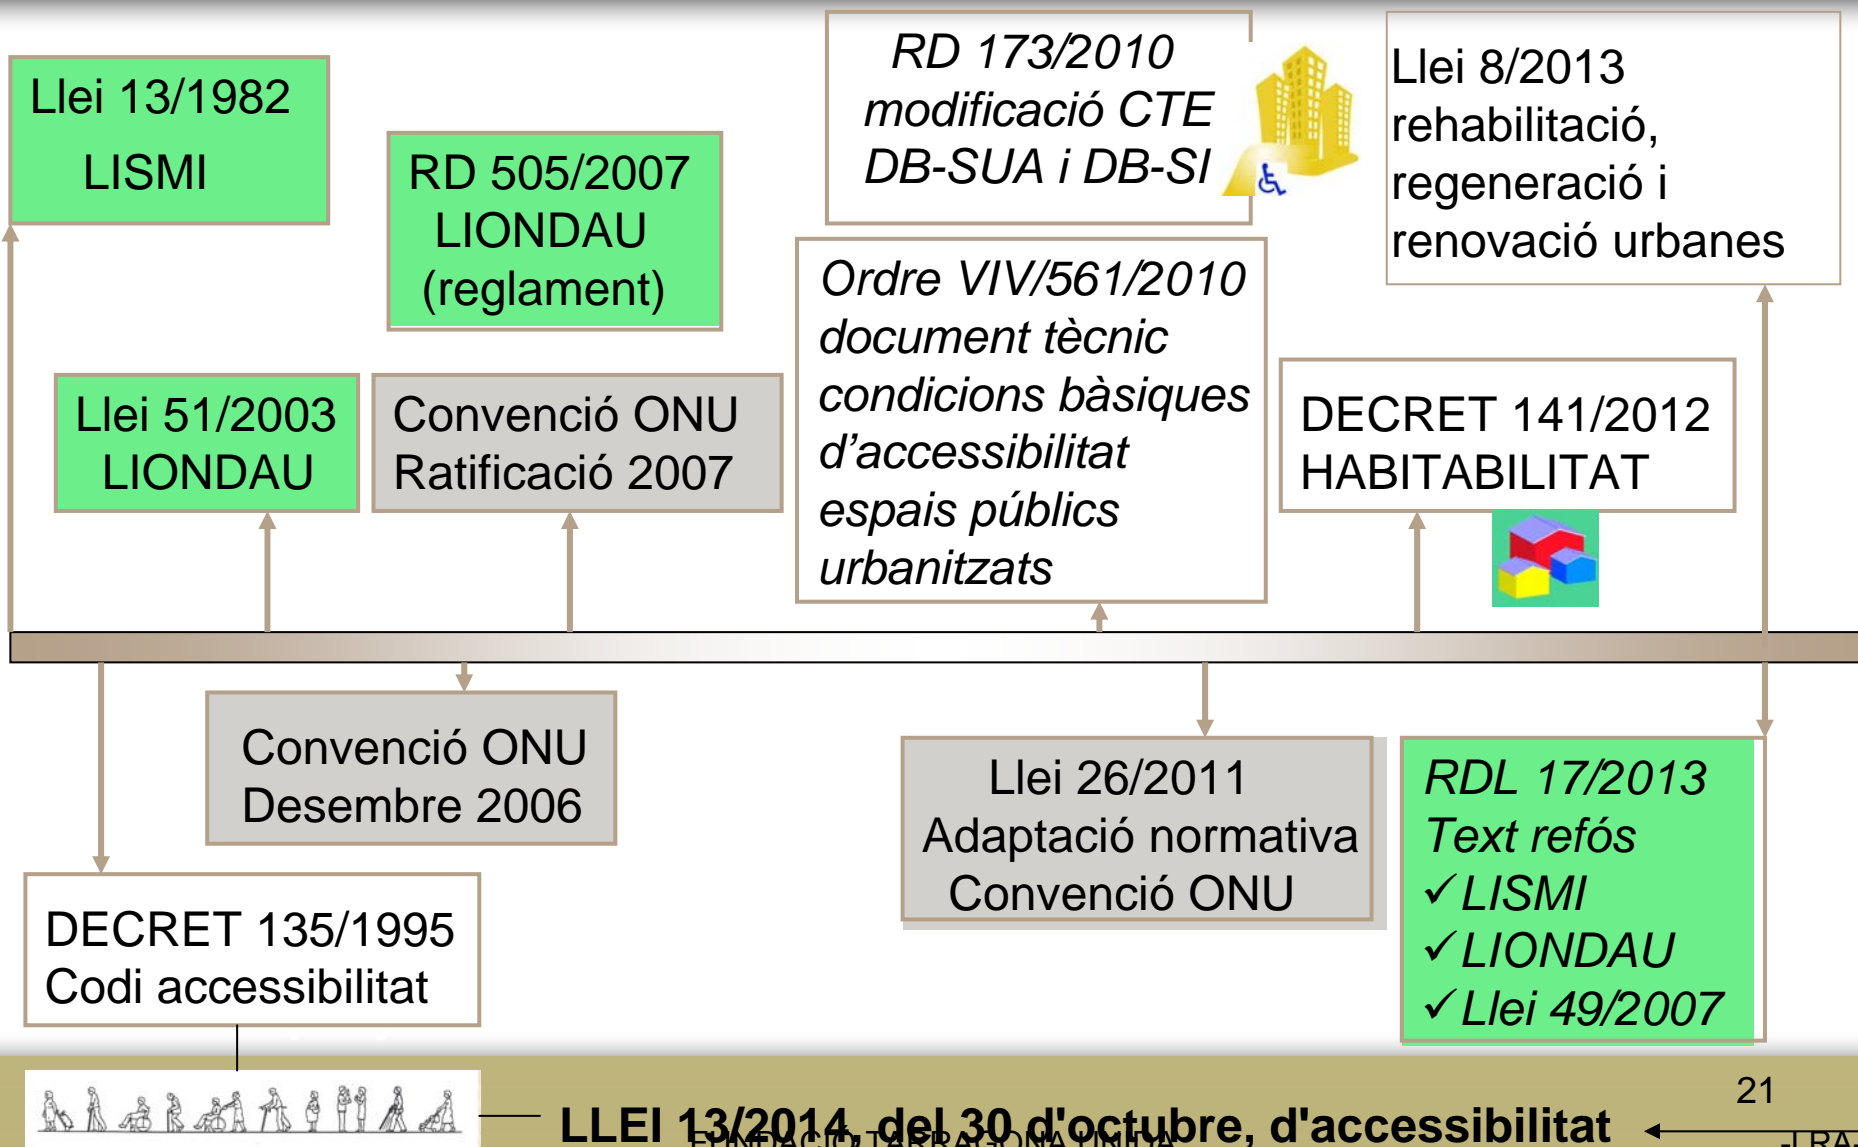 Llei 13/1982
LISMI
RD 505/2007
LIONDAU
(reglament)
RD 173/2010
modificació CTE
DB-SUA i DB-SI
Llei 8/2013
rehabilitació,
regeneració i
renovació urbanes
Llei 51/2003
LIONDAU
Convenció ONU
Ratificació 2007
Ordre VIV/561/2010
document tècnic
condicions bàsiques
d’accessibilitat
espais públics
urbanitzats
DECRET 141/2012
HABITABILITAT
Convenció ONU
Desembre 2006
DECRET 135/1995
Codi accessibilitat
Llei 26/2011
Adaptació normativa
Convenció ONU
RDL 17/2013
Text refós
✓LISMI
✓LIONDAU
✓Llei 49/2007
21
LLEI 13/2014, del 30 d'octubre, d'accessibilitat
FUNDACIÓ TARRAGONA UNIDA